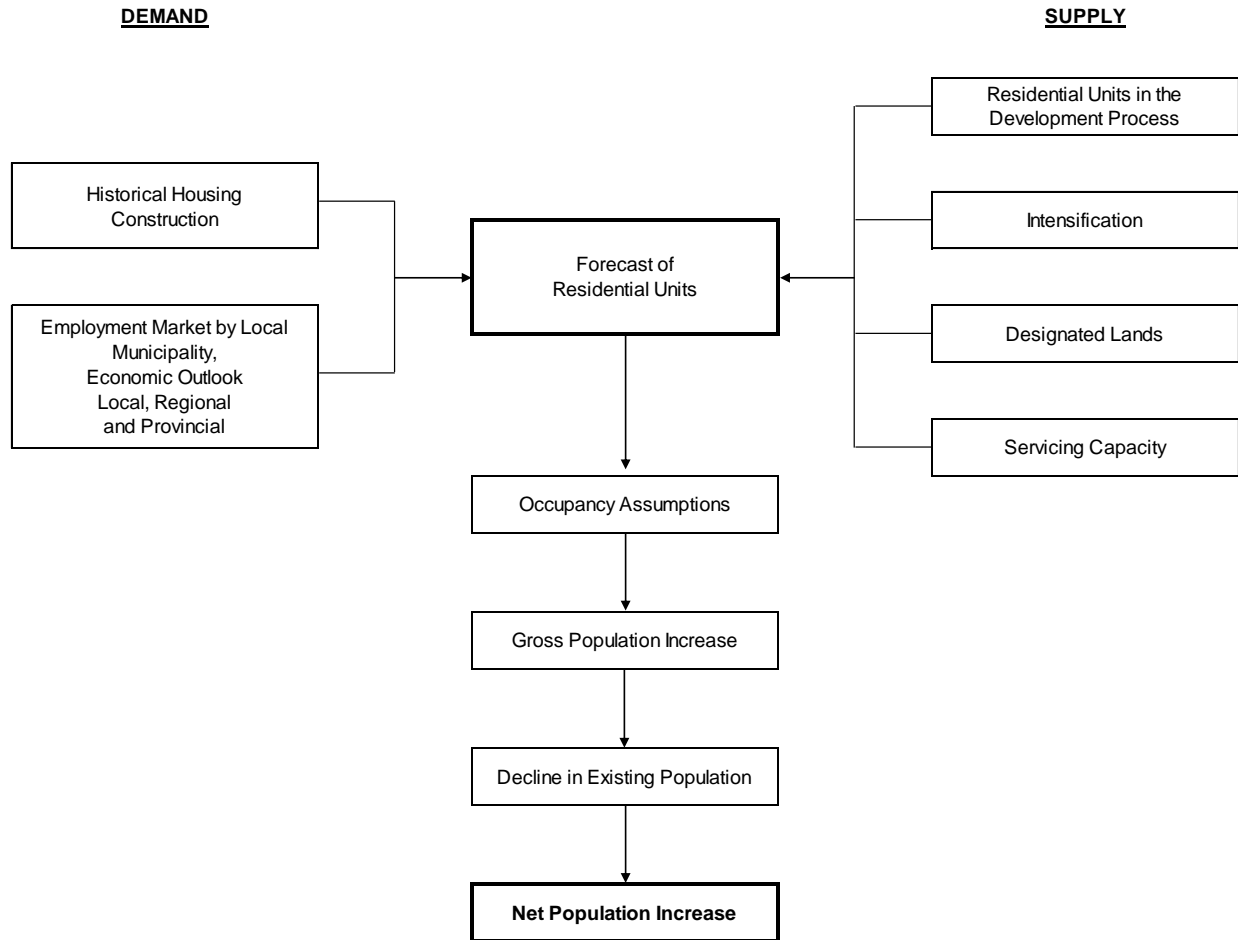 DEMAND
SUPPLY
Historical Housing
Construction
Employment Market by Local
Municipality,
Economic Outlook
Local, Regional
and Provincial
Forecast of
Residential Units
Residential Units in the
Development Process
Intensification
Designated Lands
Servicing Capacity
Occupancy Assumptions
Gross Population Increase
Decline in Existing Population
Net Population Increase